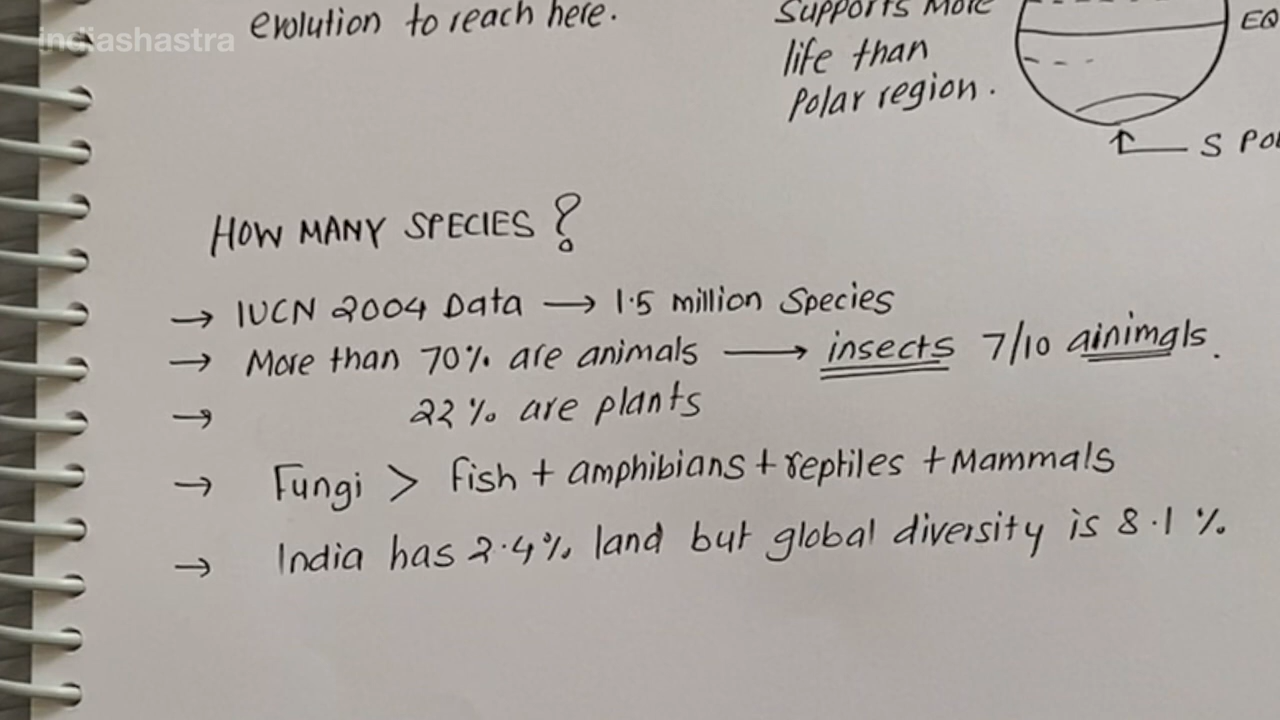 indiashastra
evolution to reach here.
Supports More
life than
Polar region.
EQ
S POL
HOW MANY SPECIES?
→ IUCN 2004 Data → 1.5 million Species
→ More than 70% are animals → insects 7/10 ainimals.
→ 22% are plants
→ Fungi > fish + amphibians + reptiles + Mammals
→ India has 2.4% land but global diversity is 8.1 %.